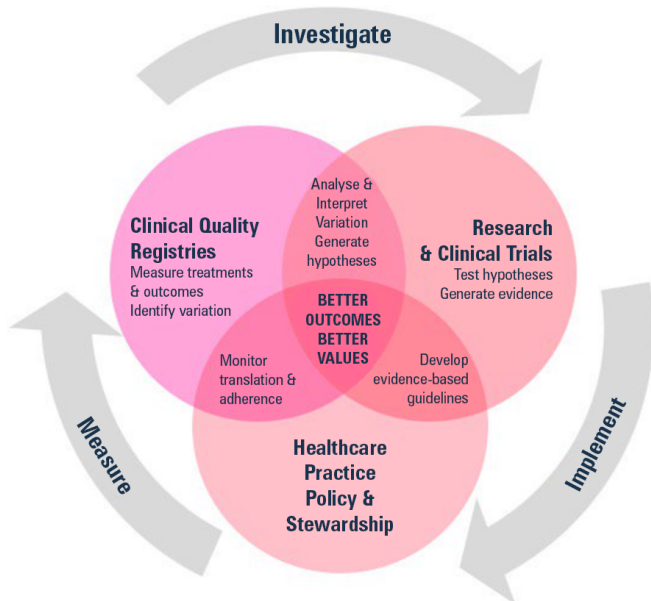 Investigate
Analyse &
Interpret
Variation
Generate
hypotheses
Clinical Quality
Registries
Measure treatments
& outcomes
Identify variation
Research
& Clinical Trials
Test hypotheses
Generate evidence
BETTER
OUTCOMES
BETTER
VALUES
Monitor
translation &
adherence
Develop
evidence-based
guidelines
Measure
Implement
Healthcare
Practice
Policy &
Stewardship